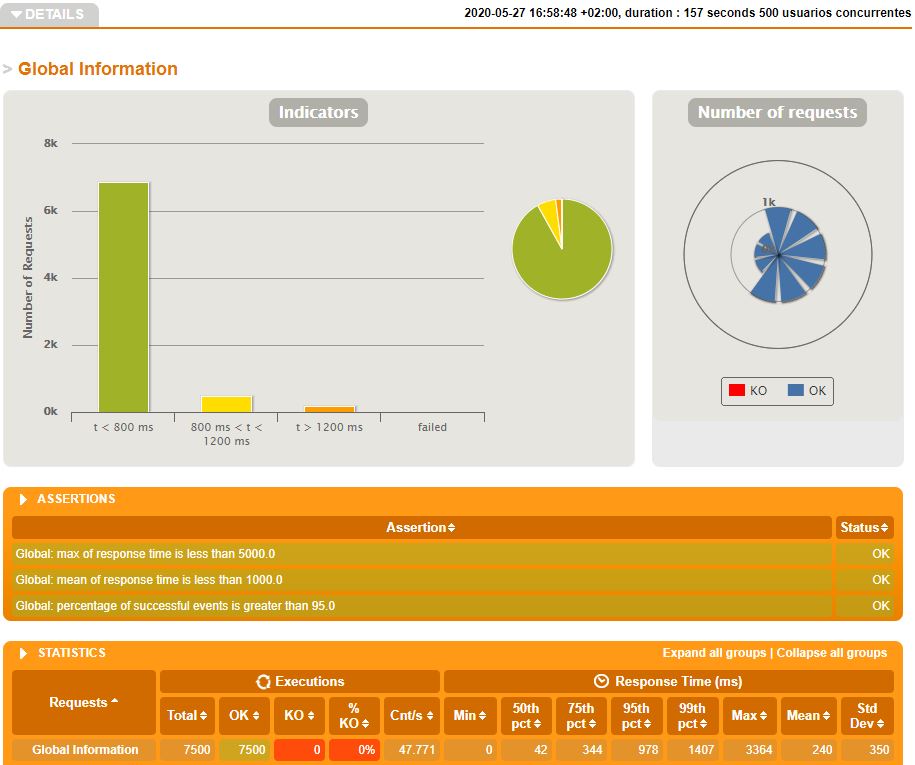 DETAILS
2020-05-27 16:58:48 +02:00, duration : 157 seconds 500 usuarios concurrentes
> Global Information
Indicators
Number of Requests
8k
6k
4k
2k
0k
t < 800 ms
800 ms < t <
1200 ms
t > 1200 ms
failed
Number of requests
1k
KO
OK
ASSERTIONS
Assertion
Status
Global: max of response time is less than 5000.0
OK
Global: mean of response time is less than 1000.0
OK
Global: percentage of successful events is greater than 95.0
OK
STATISTICS
Expand all groups | Collapse all groups
Requests
Executions
Response Time (ms)
Total
OK
KO
%
KO
Cnt/s
Min
50th
pct
75th
pct
95th
pct
99th
pct
Max
Mean
Std
Dev
Global Information
7500
7500
0
0%
47.771
0
42
344
978
1407
3364
240
350